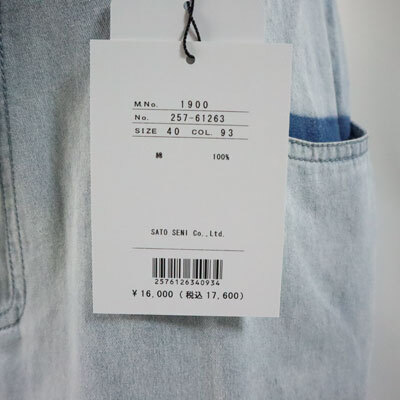 M.No. 1900
No. 257-61263
SIZE 40 COL. 93
綿 100%
SATO SENI Co.,Ltd.
2576126340934
¥16,000 (税込 17,600)